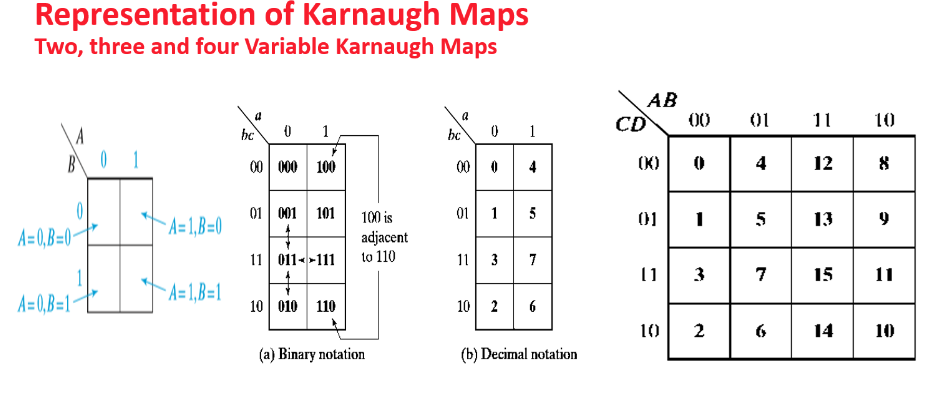 Representation of Karnaugh Maps
Two, three and four Variable Karnaugh Maps
A
B 0 1
0
A=0,B=0
A=1,B=0
1
A=0,B=1
A=1,B=1
a
bc 0 1
00 000 100
01 001 101
11 011 111
10 010 110
100 is
adjacent
to 110
(a) Binary notation
a
bc 0 1
00 0 4
01 1 5
11 3 7
10 2 6
(b) Decimal notation
AB
CD 00 01 11 10
00 0 4 12 8
01 1 5 13 9
11 3 7 15 11
10 2 6 14 10